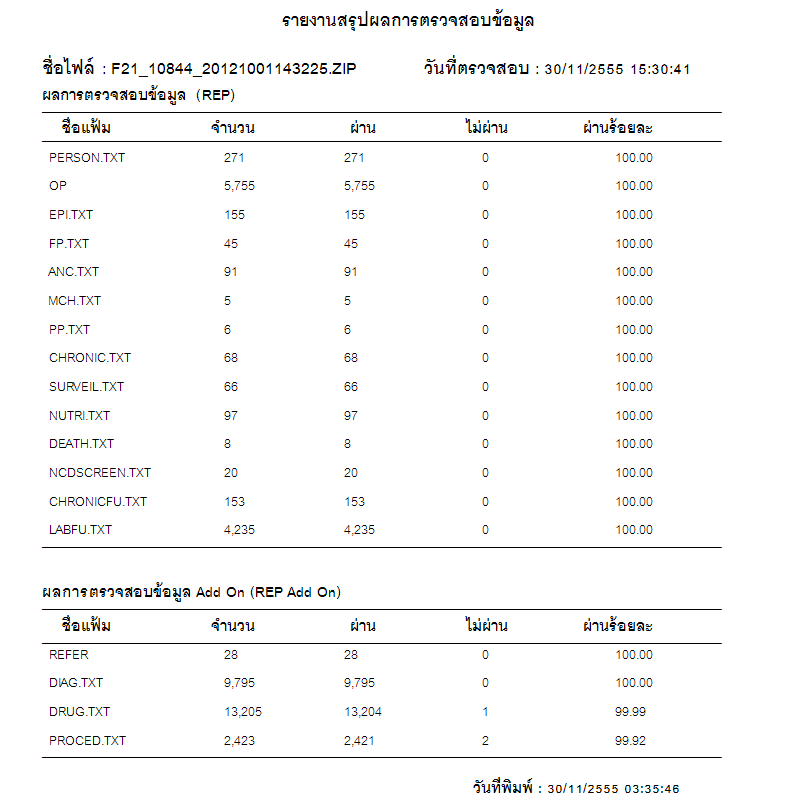 รายงานสรุปผลการตรวจสอบข้อมูล
ชื่อไฟล์ : F21_10844_20121001143225.ZIP วันที่ตรวจสอบ : 30/11/2555 15:30:41
ผลการตรวจสอบข้อมูล (REP)
ชื่อแฟ้ม จำนวน ผ่าน ไม่ผ่าน ผ่านร้อยละ
PERSON.TXT 271 271 0 100.00
OP 5,755 5,755 0 100.00
EPI.TXT 155 155 0 100.00
FP.TXT 45 45 0 100.00
ANC.TXT 91 91 0 100.00
MCH.TXT 5 5 0 100.00
PP.TXT 6 6 0 100.00
CHRONIC.TXT 68 68 0 100.00
SURVEIL.TXT 66 66 0 100.00
NUTRI.TXT 97 97 0 100.00
DEATH.TXT 8 8 0 100.00
NCDSCREEN.TXT 20 20 0 100.00
CHRONICFU.TXT 153 153 0 100.00
LABFU.TXT 4,235 4,235 0 100.00
ผลการตรวจสอบข้อมูล Add On (REP Add On)
ชื่อแฟ้ม จำนวน ผ่าน ไม่ผ่าน ผ่านร้อยละ
REFER 28 28 0 100.00
DIAG.TXT 9,795 9,795 0 100.00
DRUG.TXT 13,205 13,204 1 99.99
PROCED.TXT 2,423 2,421 2 99.92
วันที่พิมพ์ : 30/11/2555 03:35:46